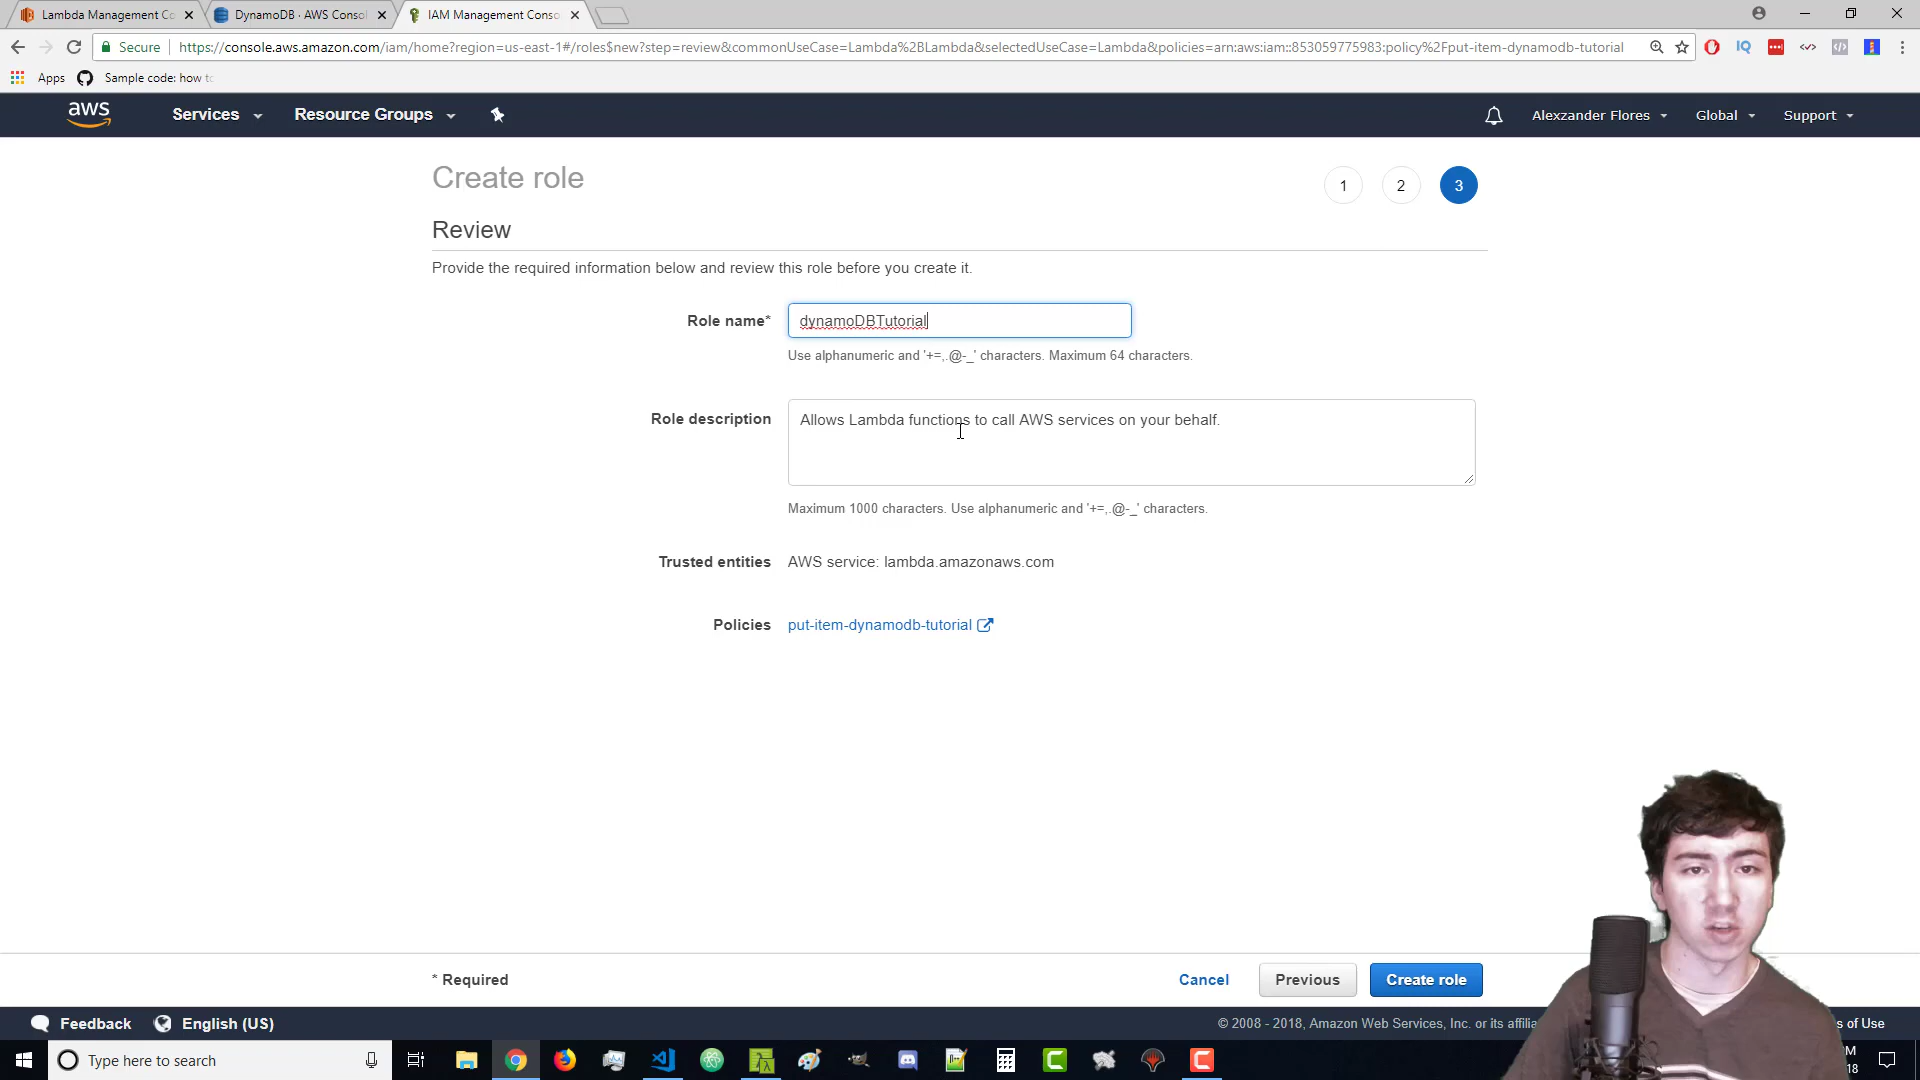 Lambda Management Co
DynamoDB · AWS Consol
IAM Management Conso
Secure
https://console.aws.amazon.com/iam/home?region=us-east-1#/roles$new?step=review&commonUseCase=Lambda%2BLambda&selectedUseCase=Lambda&policies=arn:aws:iam::853059775983:policy%2Fput-item-dynamodb-tutorial
Apps
Sample code: how to
aws
Services
Resource Groups
Alexzander Flores
Global
Support
Create role
1
2
3
Review
Provide the required information below and review this role before you create it.
Role name*
dynamoDBTutorial
Use alphanumeric and '+=,.@-_' characters. Maximum 64 characters.
Role description
Allows Lambda functions to call AWS services on your behalf.
Maximum 1000 characters. Use alphanumeric and '+=,.@-_' characters.
Trusted entities
AWS service: lambda.amazonaws.com
Policies
put-item-dynamodb-tutorial
* Required
Cancel
Previous
Create role
Feedback
English (US)
© 2008 - 2018, Amazon Web Services, Inc. or its affilia
s of Use
Type here to search
M
18